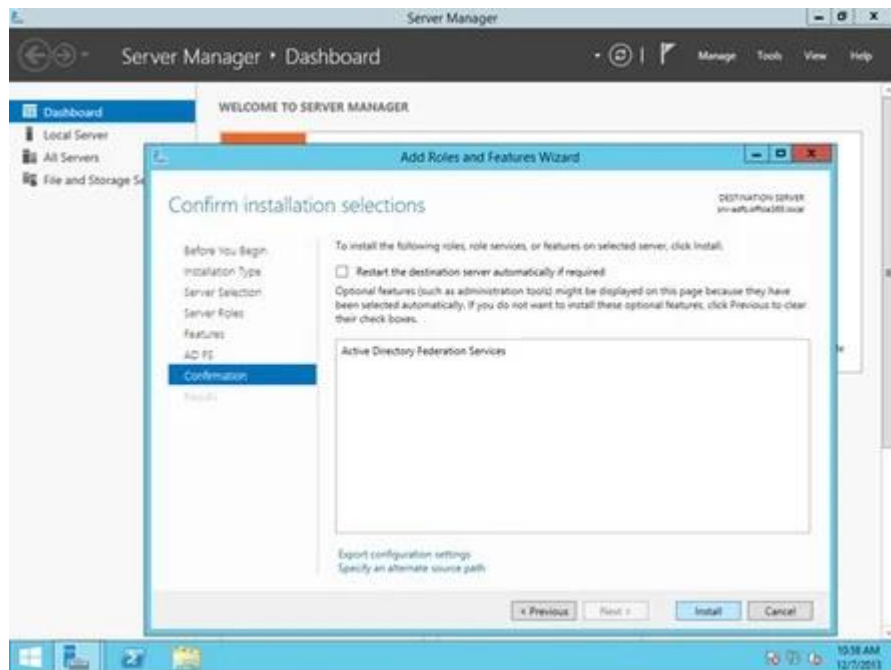 Server Manager
Server Manager • Dashboard
Manage Tools View Help
Dashboard
Local Server
All Servers
File and Storage Se
WELCOME TO SERVER MANAGER
Add Roles and Features Wizard
Confirm installation selections
DESTINATION SERVER
Before You Begin
Installation Type
Server Selection
Server Roles
Features
AD FS
Confirmation
Results
To install the following roles, role services, or features on selected server, click Install.
Restart the destination server automatically if required
Optional features (such as administration tools) might be displayed on this page because they have
been selected automatically. If you do not want to install these optional features, click Previous to clear
their check boxes.
Active Directory Federation Services
Export configuration settings
Specify an alternate source path
< Previous Next > Install Cancel
10:58 AM
12/7/2013